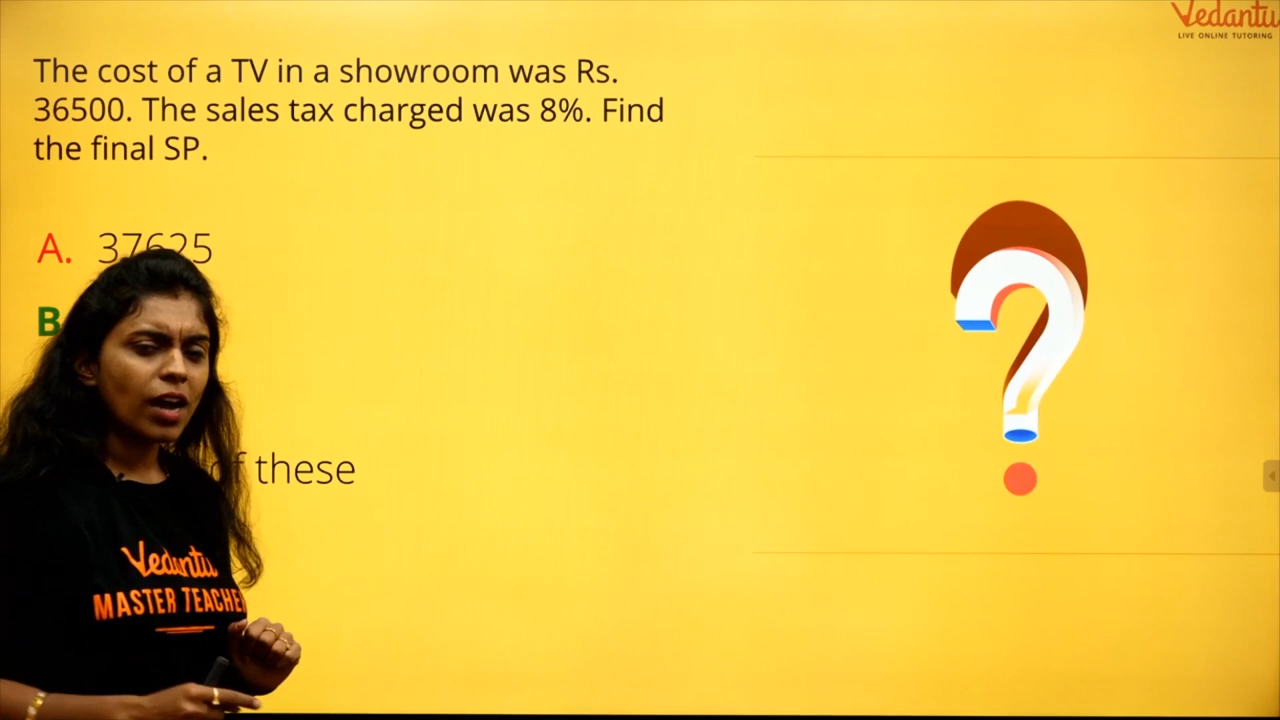 Vedantu
LIVE ONLINE TUTORING
The cost of a TV in a showroom was Rs.
36500. The sales tax charged was 8%. Find
the final SP.
A. 37625
B
of these
Vedantu
MASTER TEACHE